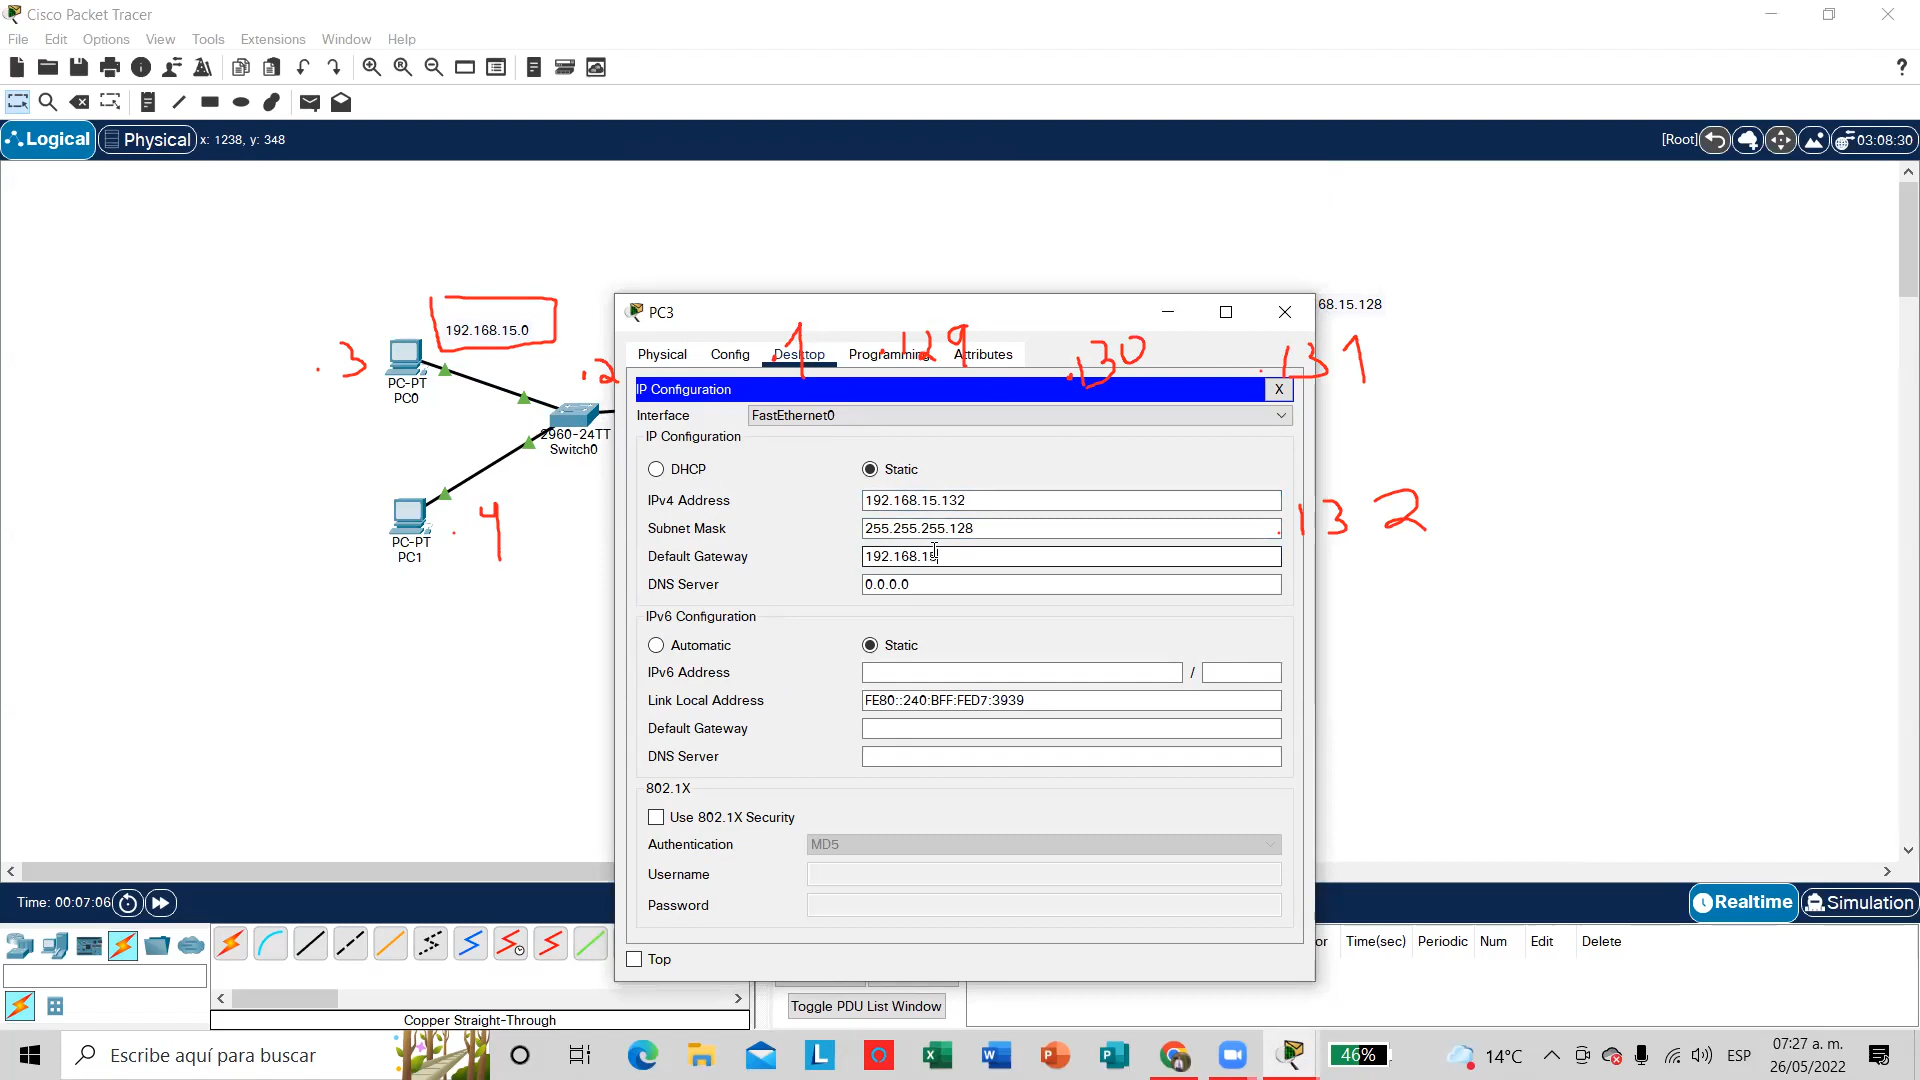 Cisco Packet Tracer
File Edit Options View Tools Extensions Window Help
?
Logical Physical x: 1238, y: 348 [Root] 03:08:30
192.168.15.0
.3
PC-PT
PC0
.2
2960-24TT
Switch0
.4
PC-PT
PC1
68.15.128
.1
.129
.130
.131
.132
PC3
Physical Config Desktop Programming Attributes
IP Configuration X
Interface FastEthernet0
IP Configuration
DHCP Static
IPv4 Address 192.168.15.132
Subnet Mask 255.255.255.128
Default Gateway 192.168.15
DNS Server 0.0.0.0
IPv6 Configuration
Automatic Static
IPv6 Address /
Link Local Address FE80::240:BFF:FED7:3939
Default Gateway
DNS Server
802.1X
Use 802.1X Security
Authentication MD5
Username
Password
Top
Time: 00:07:06 Realtime Simulation
or Time(sec) Periodic Num Edit Delete
Toggle PDU List Window
Copper Straight-Through
Escribe aquí para buscar 46% 14°C ESP 07:27 a. m.
26/05/2022